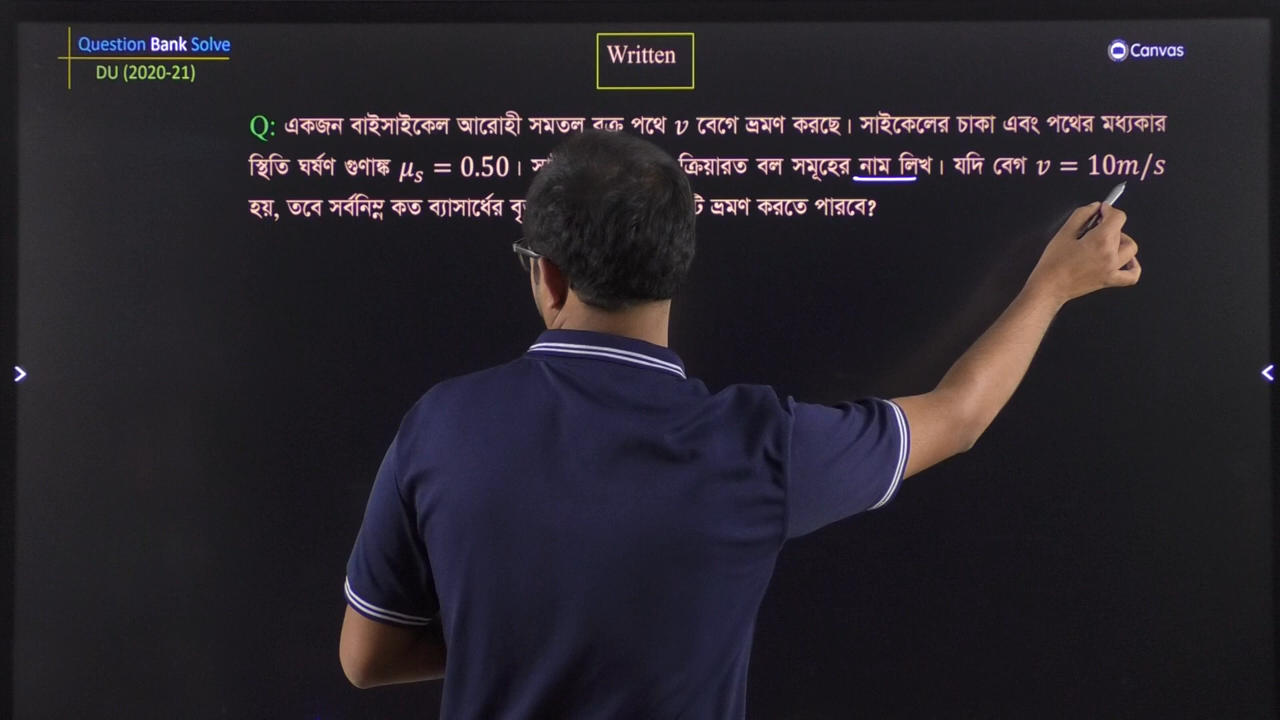 Question Bank Solve
DU (2020-21)
Written
Canvas
Q: একজন বাইসাইকেল আরোহী সমতল বক্র পথে v বেগে ভ্রমণ করছে। সাইকেলের চাকা এবং পথের মধ্যকার
স্থিতি ঘর্ষণ গুণাঙ্ক μₛ = 0.50। ক্রিয়ারত বল সমূহের নাম লিখ। যদি বেগ v = 10m/s
হয়, তবে সর্বনিম্ন কত ব্যাসার্ধের ভ্রমণ করতে পারবে?